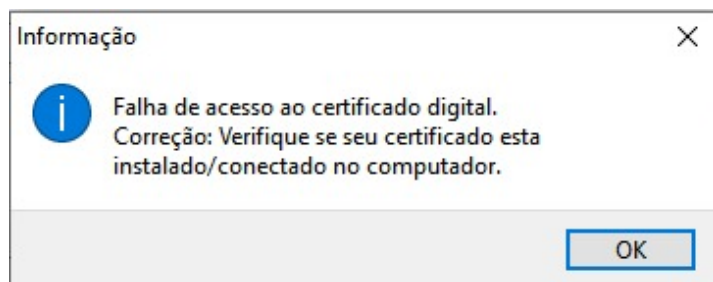 Informação
Falha de acesso ao certificado digital.
Correção: Verifique se seu certificado esta
instalado/conectado no computador.
OK